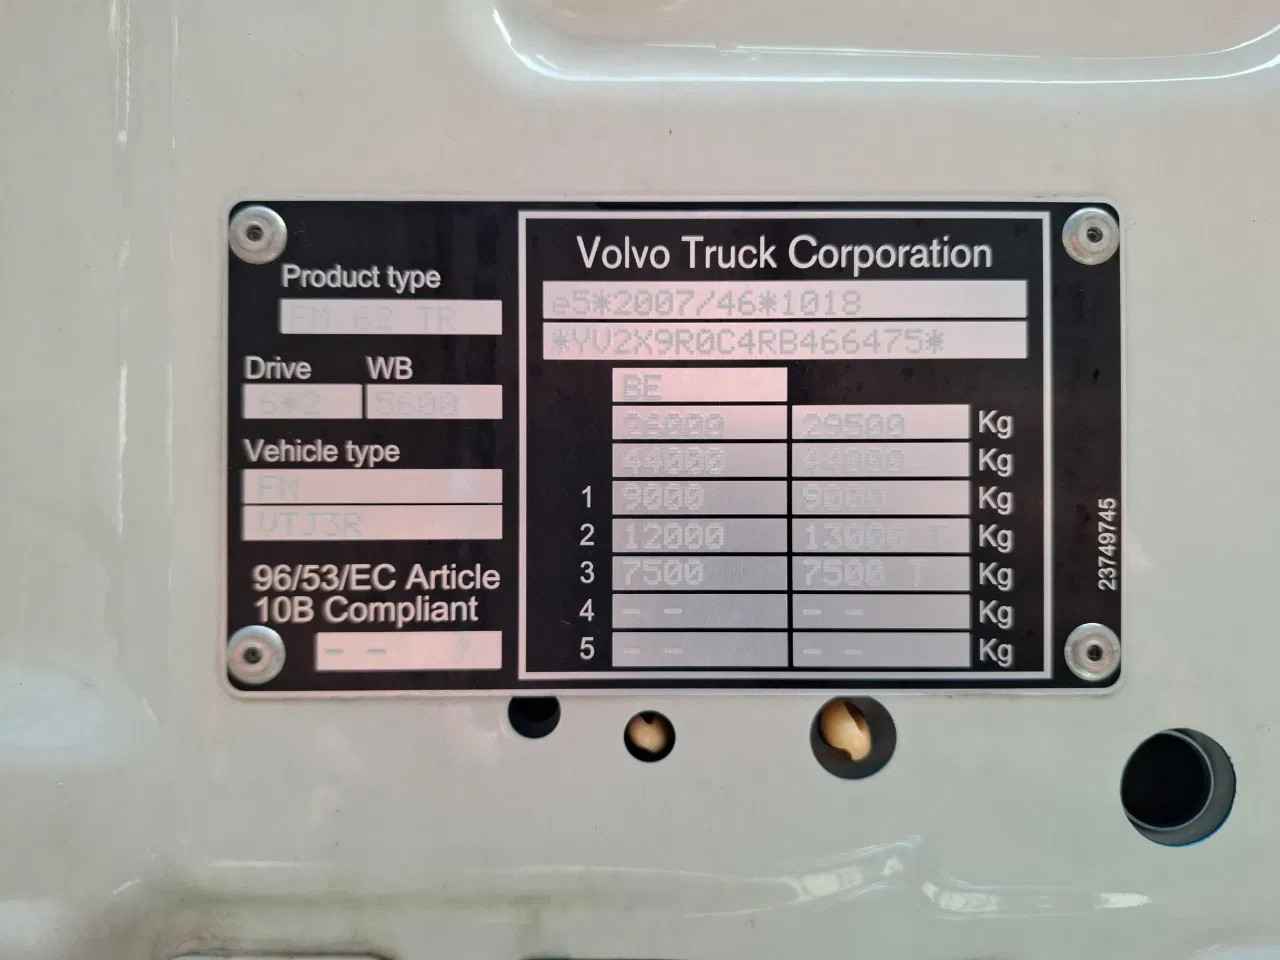 Volvo Truck Corporation
Product type
FM 62 TR
Drive WB
6*2 5600
Vehicle type
FM
VTJ3R
96/53/EC Article
10B Compliant
- -
e5*2007/46*1018
*YV2X9R0C4RB466475*
BE
26000 29500 Kg
44000 44000 Kg
1 9000 9000 Kg
2 12000 13000 T Kg
3 7500 7500 T Kg
4 - - - - Kg
5 - - - - Kg
23749745